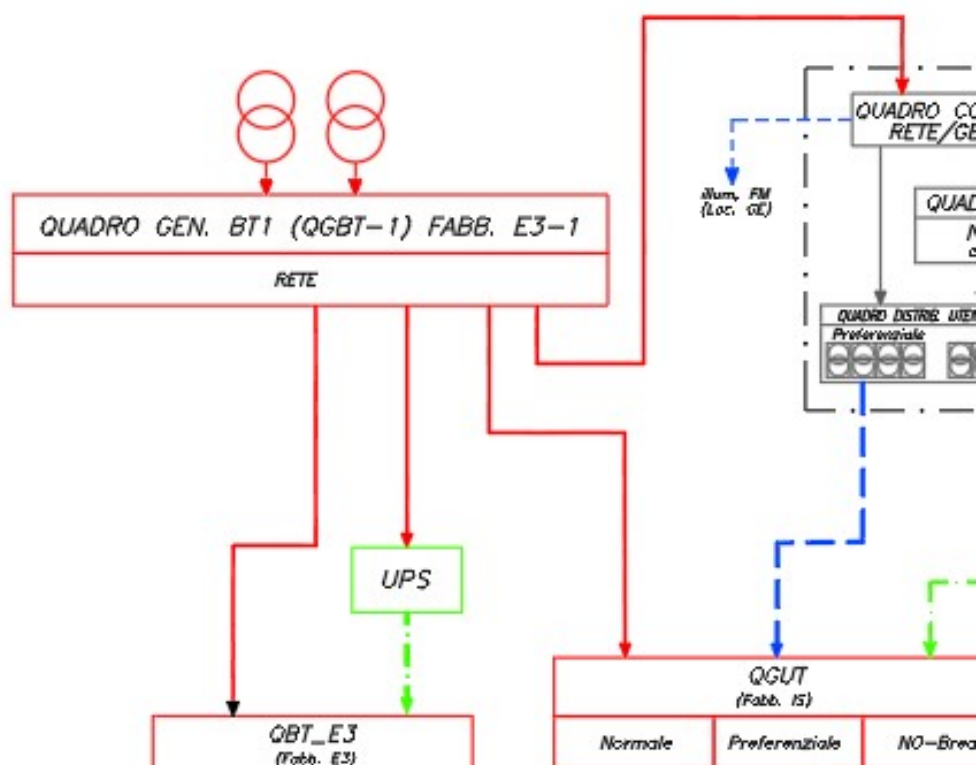 QUADRO CO
RETE/GE
illum, FM
(Loc. GE)
QUAD
QUADRO GEN. BT1 (QGBT-1) FABB. E3-1
RETE
QUADRO DISTRIB. UTEN
Preferenziale
UPS
QGUT
(Fabb. IS)
QBT_E3
(Fabb. E3)
Normale
Preferenziale
NO-Brea